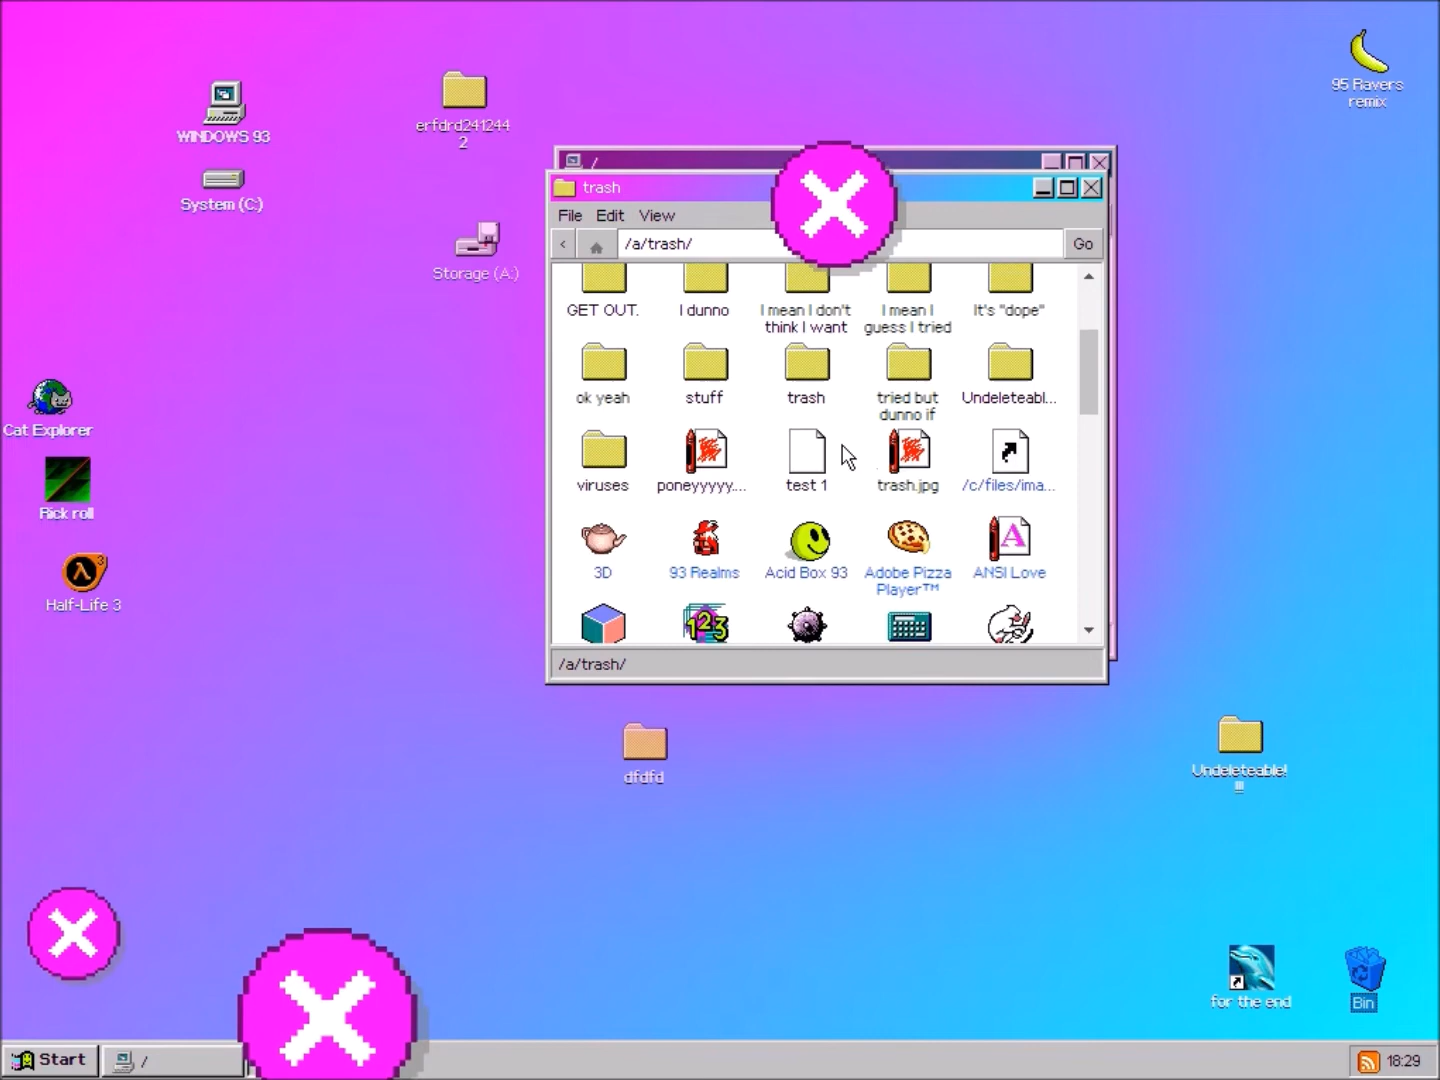 95 Ravers
remix
WINDOWS 93
erfdrd241244
2
System (C:)
Storage (A:)
/
trash
File Edit View
/a/trash/
Go
GET OUT.
I dunno
I mean I don't
think I want
I mean I
guess I tried
It's "dope"
ok yeah
stuff
trash
tried but
dunno if
Undeleteabl...
viruses
poneyyyyy....
test 1
trash.jpg
/c/files/ima...
3D
93 Realms
Acid Box 93
Adobe Pizza
Player™
ANSI Love
123
/a/trash/
Cat Explorer
Rick roll
3
Half-Life 3
dfdfd
Undeleteable!
!!!
for the end
Bin
Start
/
18:29